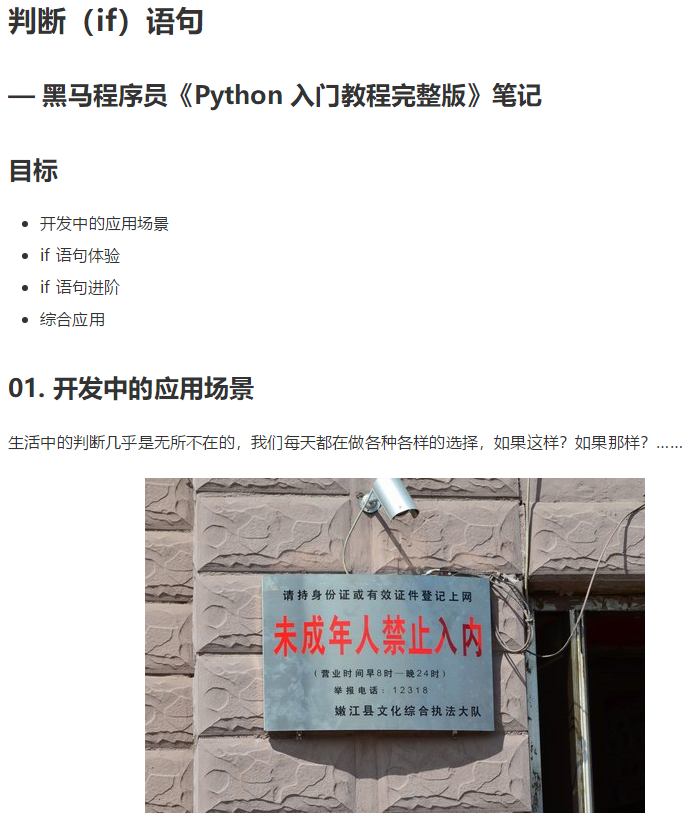 判断（if）语句
— 黑马程序员《Python 入门教程完整版》笔记
目标
开发中的应用场景
if 语句体验
if 语句进阶
综合应用
01. 开发中的应用场景
生活中的判断几乎是无所不在的，我们每天都在做各种各样的选择，如果这样？如果那样？……
请持身份证或有效证件登记上网
未成年人禁止入内
（营业时间早8时—晚24时）
举报电话：12318
嫩江县文化综合执法大队